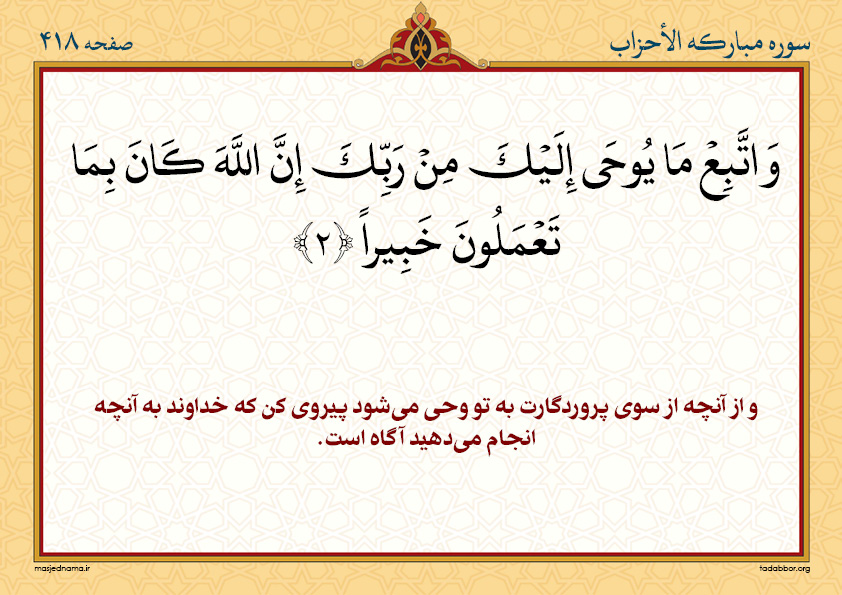 سوره مبارکه الأحزاب
صفحه ۴۱۸
وَاتَّبِعْ مَا يُوحَى إِلَيْكَ مِنْ رَبِّكَ إِنَّ اللَّهَ كَانَ بِمَا
تَعْمَلُونَ خَبِيراً ﴿۲﴾
و از آنچه از سوی پروردگارت به تو وحی می‌شود پیروی کن که خداوند به آنچه
انجام می‌دهید آگاه است.
masjednama.ir
tadabbor.org